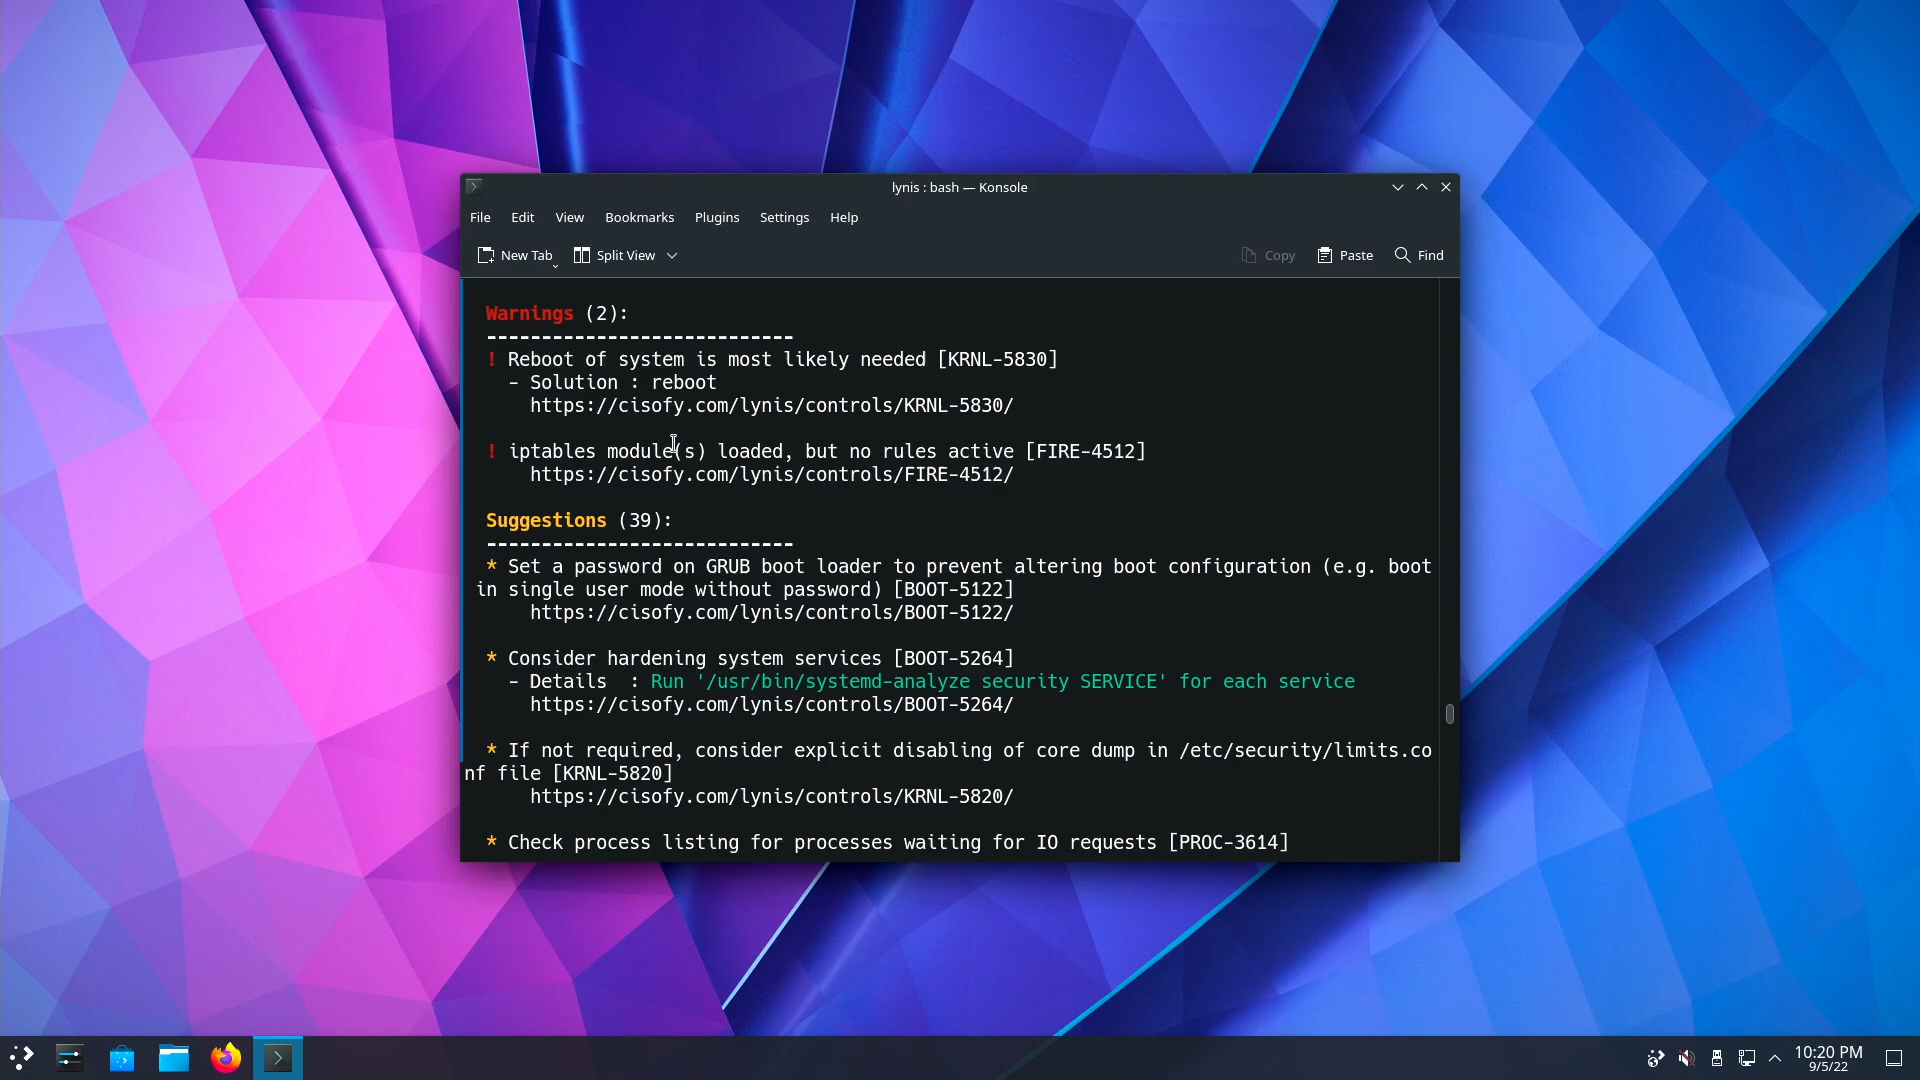 lynis : bash — Konsole
File Edit View Bookmarks Plugins Settings Help
New Tab Split View Copy Paste Find
Warnings (2):
----------------------------
! Reboot of system is most likely needed [KRNL-5830]
- Solution : reboot
https://cisofy.com/lynis/controls/KRNL-5830/
! iptables module(s) loaded, but no rules active [FIRE-4512]
https://cisofy.com/lynis/controls/FIRE-4512/
Suggestions (39):
----------------------------
* Set a password on GRUB boot loader to prevent altering boot configuration (e.g. boot
in single user mode without password) [BOOT-5122]
https://cisofy.com/lynis/controls/BOOT-5122/
* Consider hardening system services [BOOT-5264]
- Details : Run '/usr/bin/systemd-analyze security SERVICE' for each service
https://cisofy.com/lynis/controls/BOOT-5264/
* If not required, consider explicit disabling of core dump in /etc/security/limits.co
nf file [KRNL-5820]
https://cisofy.com/lynis/controls/KRNL-5820/
* Check process listing for processes waiting for IO requests [PROC-3614]
10:20 PM
9/5/22